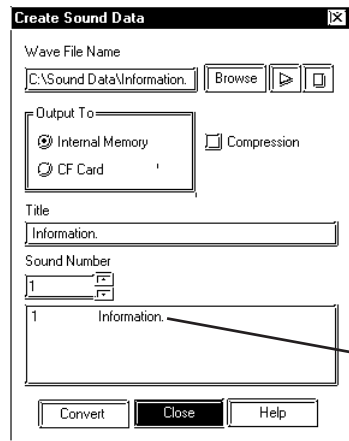 Create Sound Data
Wave File Name
C:\Sound Data\Information. Browse
Output To
Internal Memory Compression
CF Card
Title
Information.
Sound Number
1
1 Information.
Convert Close Help